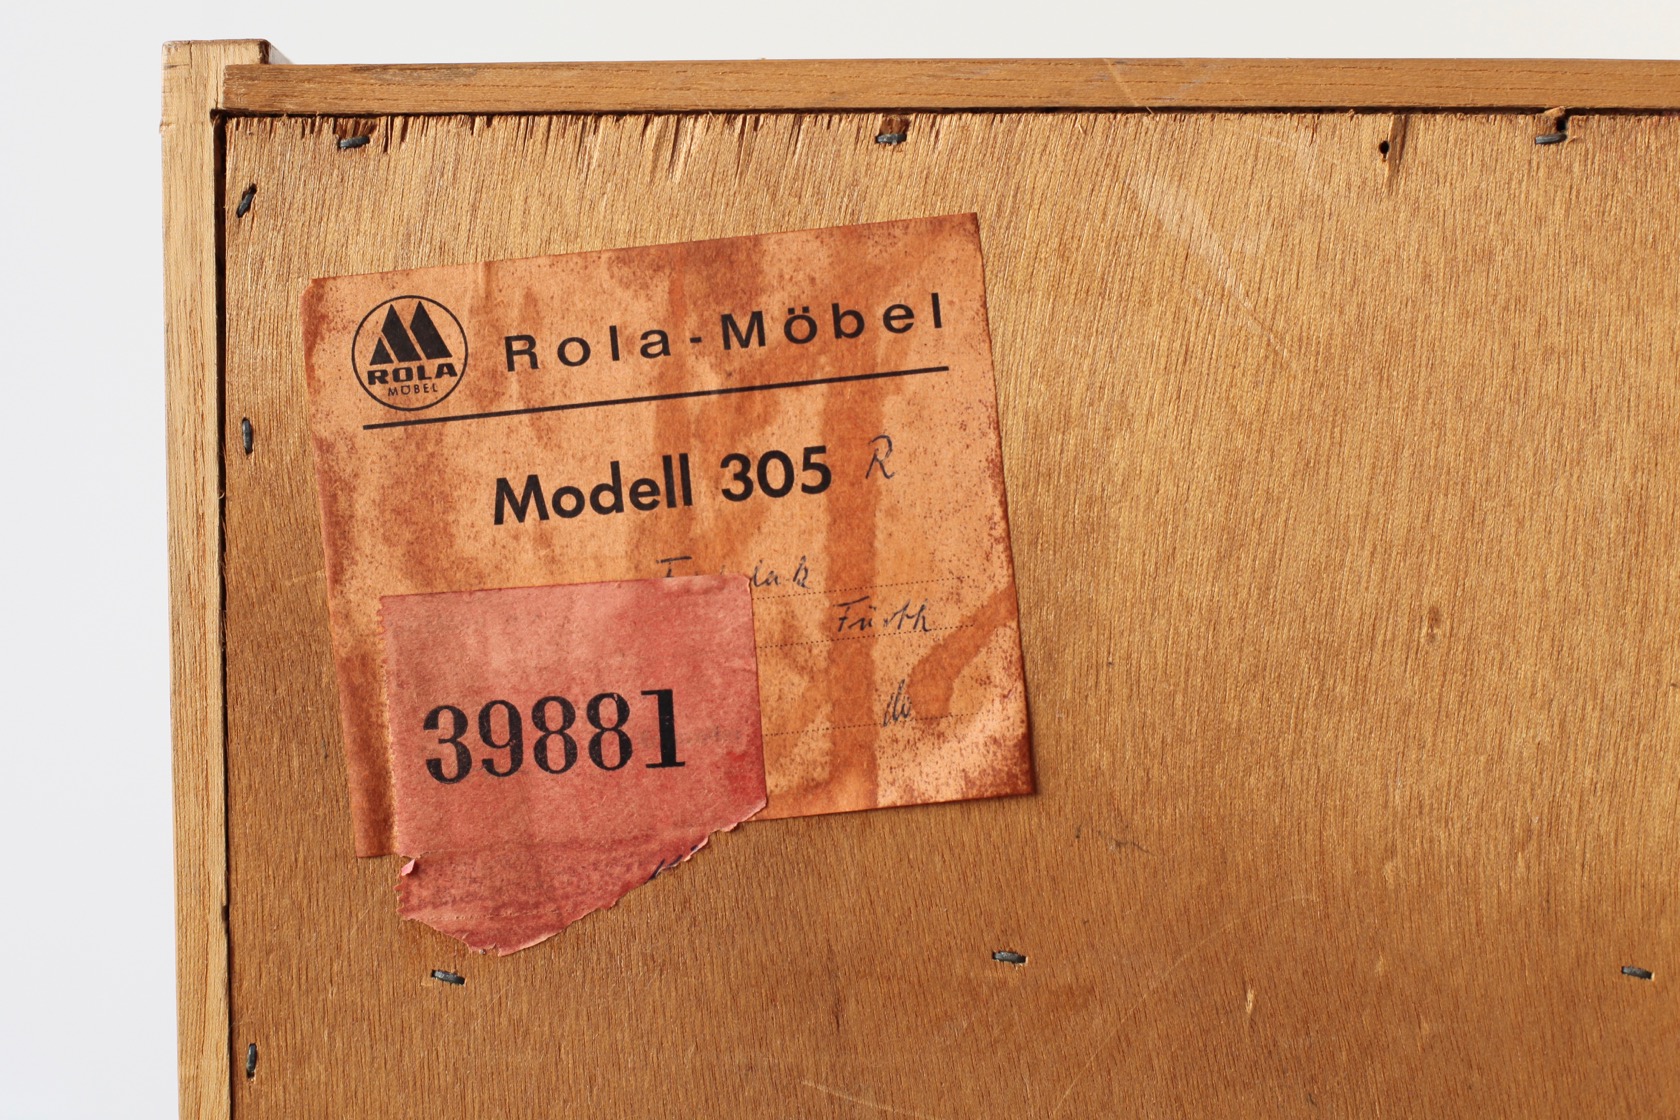 ROLA
MÖBEL
Rola-Möbel
Modell 305 R
Fürth
39881